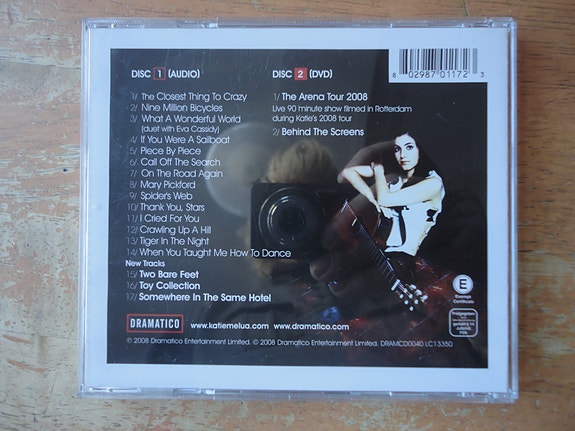 DISC 1 (AUDIO)
1/ The Closest Thing To Crazy
2/ Nine Million Bicycles
3/ What A Wonderful World
(duet with Eva Cassidy)
4/ If You Were A Sailboat
5/ Piece By Piece
6/ Call Off The Search
7/ On The Road Again
8/ Mary Pickford
9/ Spider's Web
10/ Thank You, Stars
11/ I Cried For You
12/ Crawling Up A Hill
13/ Tiger In The Night
14/ When You Taught Me How To Dance
New Tracks
15/ Two Bare Feet
16/ Toy Collection
17/ Somewhere In The Same Hotel
DISC 2 (DVD)
1/ The Arena Tour 2008
Live 90 minute show filmed in Rotterdam
during Katie's 2008 tour
2/ Behind The Screens
8 02987 01172 3
E
Exempt
Certificate
DRAMATICO www.katiemelua.com www.dramatico.com
℗ 2008 Dramatico Entertainment Limited. © 2008 Dramatico Entertainment Limited. DRAMCD0040 LC13350